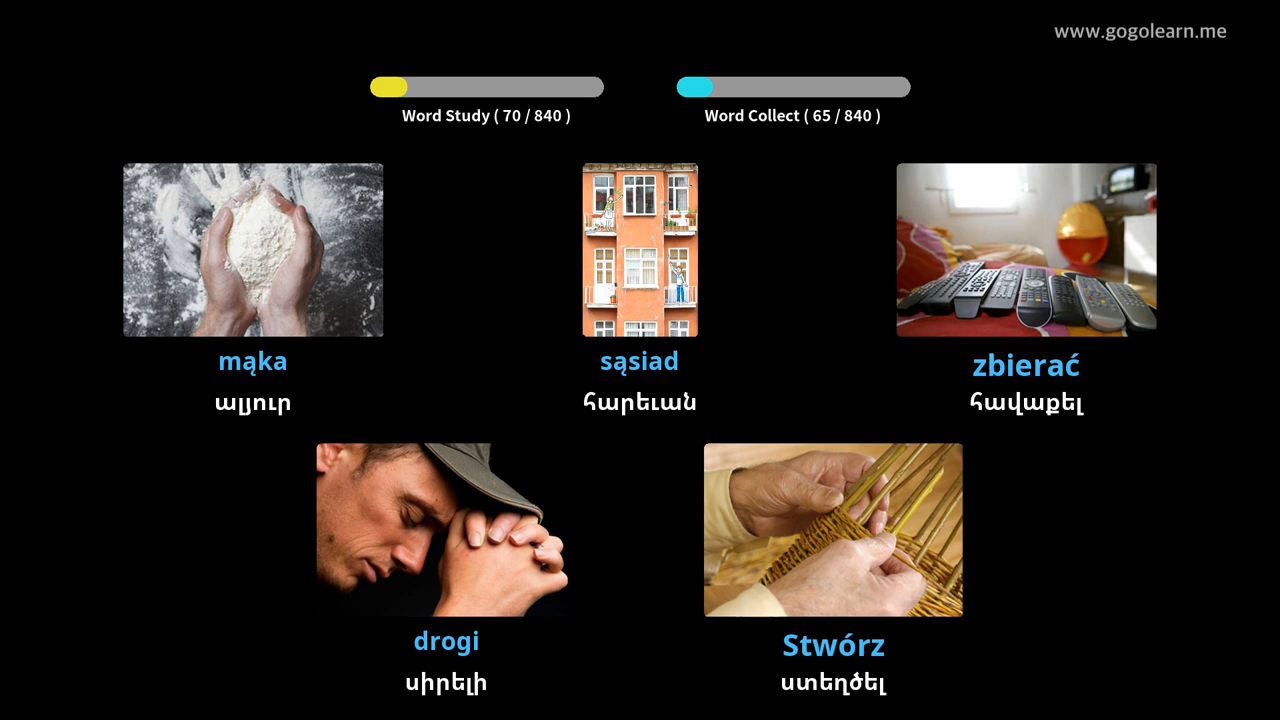 www.gogolearn.me
Word Study ( 70 / 840 )
Word Collect ( 65 / 840 )
mąka
ալյուր
sąsiad
հարեւան
zbierać
հավաքել
drogi
սիրելի
Stwórz
ստեղծել